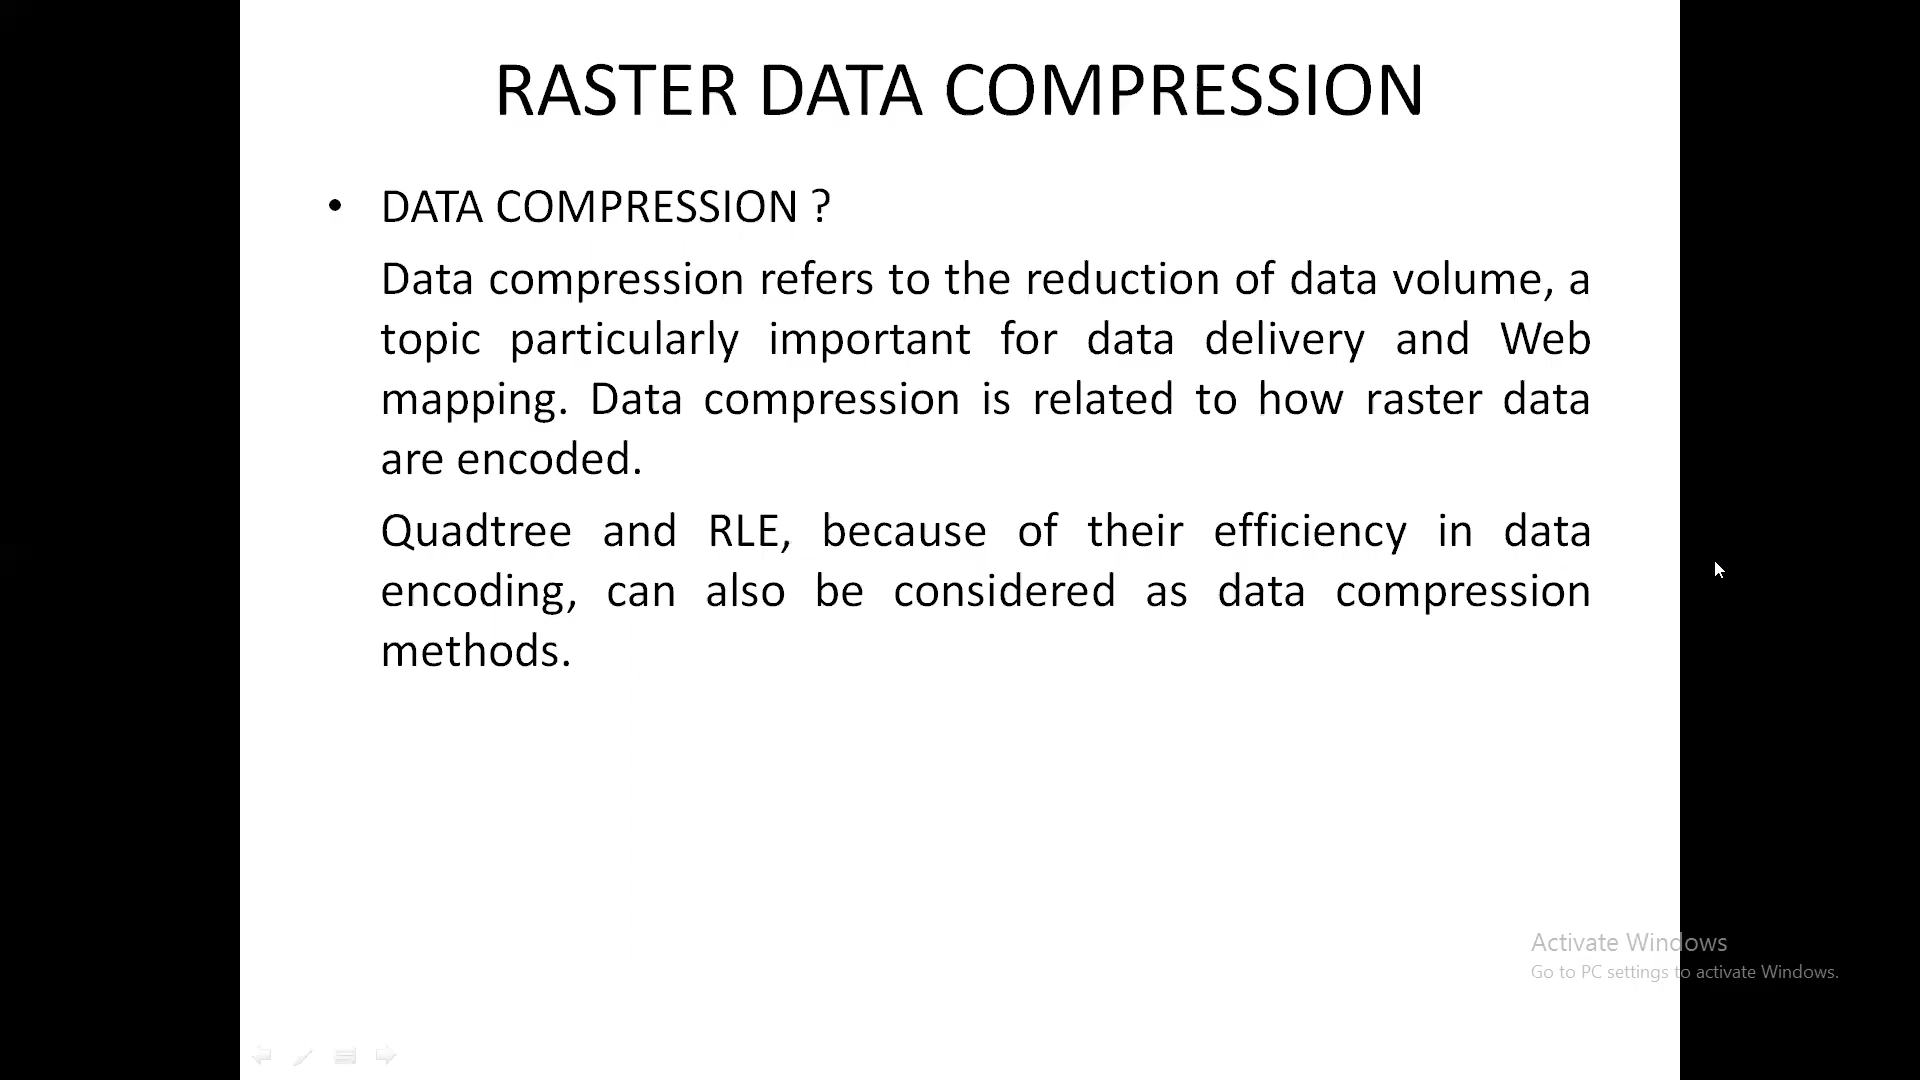 RASTER DATA COMPRESSION
• DATA COMPRESSION ?
Data compression refers to the reduction of data volume, a
topic particularly important for data delivery and Web
mapping. Data compression is related to how raster data
are encoded.
Quadtree and RLE, because of their efficiency in data
encoding, can also be considered as data compression
methods.
Activate Windows
Go to PC settings to activate Windows.